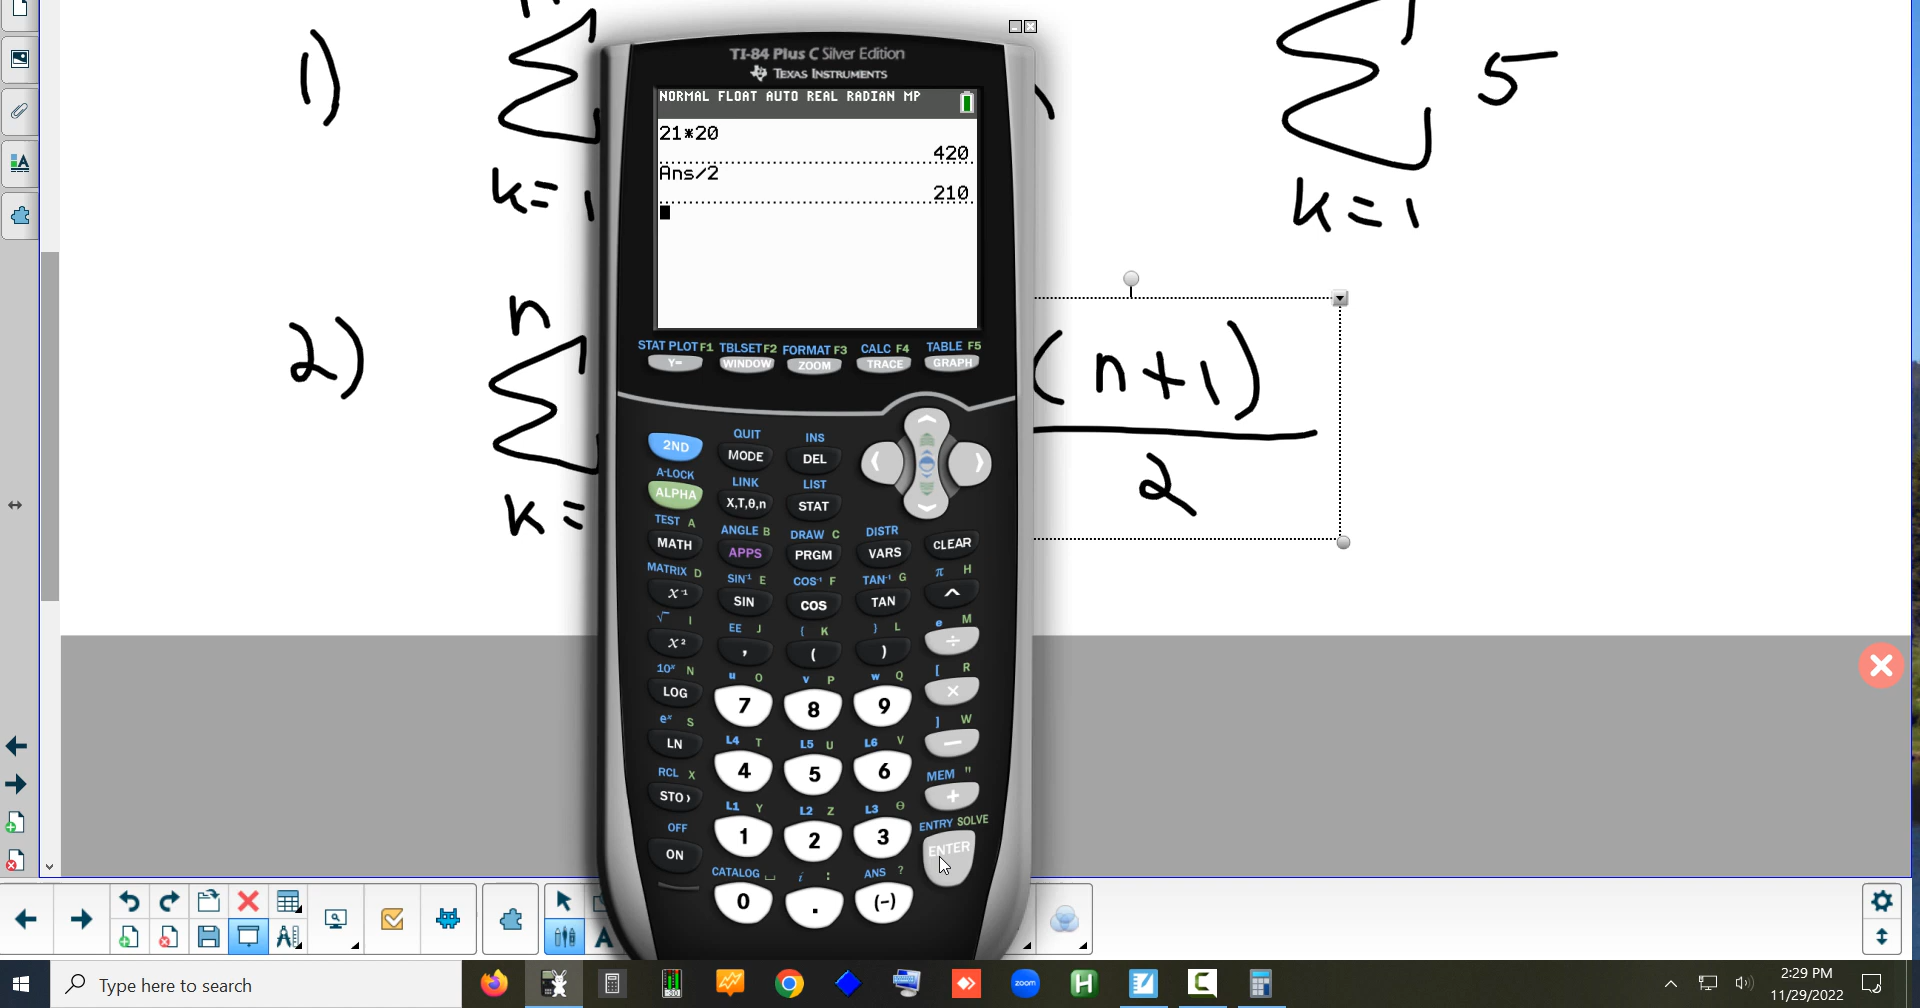 1)
5
k=1
k=1
n
2)
(n+1)
2
k=
TI-84 Plus C Silver Edition
TEXAS INSTRUMENTS
NORMAL FLOAT AUTO REAL RADIAN MP
21*20
420
Ans/2
210
STAT PLOT F1 TBLSET F2 FORMAT F3 CALC F4 TABLE F5
Y= WINDOW ZOOM TRACE GRAPH
QUIT INS
2ND MODE DEL
A-LOCK LINK LIST
ALPHA X,T,θ,n STAT
TEST A ANGLE B DRAW C DISTR
MATH APPS PRGM VARS CLEAR
MATRIX D SIN⁻¹ E COS⁻¹ F TAN⁻¹ G π H
X⁻¹ SIN COS TAN ^
√ I EE J { K } L e M
X² , ( ) ÷
10ˣ N u O v P w Q [ R
LOG 7 8 9 ×
eˣ S L4 T L5 U L6 V ] W
LN 4 5 6 −
RCL X L1 Y L2 Z L3 θ MEM "
STO› 1 2 3 +
OFF CATALOG ⎵ i : ANS ? ENTRY SOLVE
ON 0 . (−) ENTER
A
Type here to search
zoom
H
2:29 PM
11/29/2022